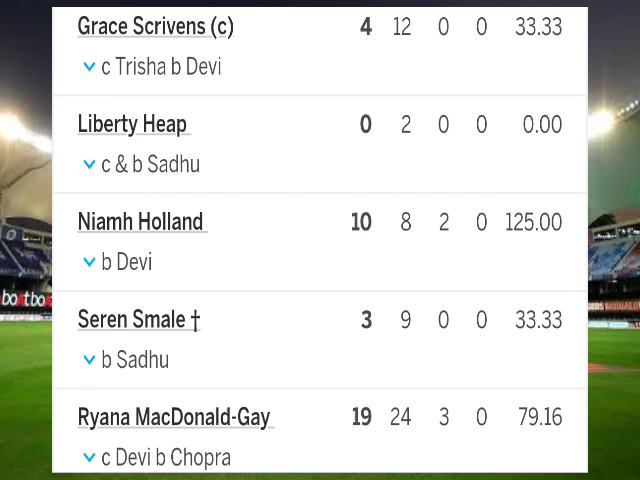 Grace Scrivens (c) 4 12 0 0 33.33
c Trisha b Devi
Liberty Heap 0 2 0 0 0.00
c & b Sadhu
Niamh Holland 10 8 2 0 125.00
b Devi
Seren Smale † 3 9 0 0 33.33
b Sadhu
Ryana MacDonald-Gay 19 24 3 0 79.16
c Devi b Chopra